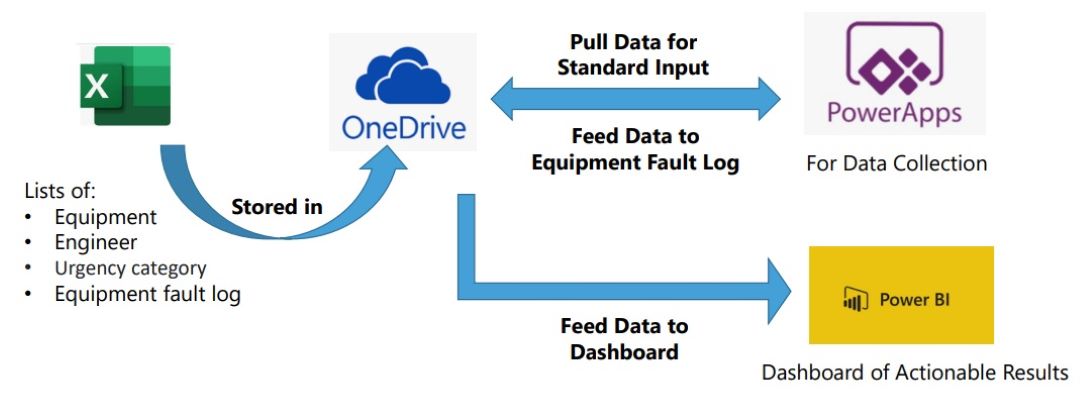 X
Lists of:
• Equipment
• Engineer
• Urgency category
• Equipment fault log
Stored in
OneDrive
Pull Data for
Standard Input
Feed Data to
Equipment Fault Log
PowerApps
For Data Collection
Feed Data to
Dashboard
Power BI
Dashboard of Actionable Results